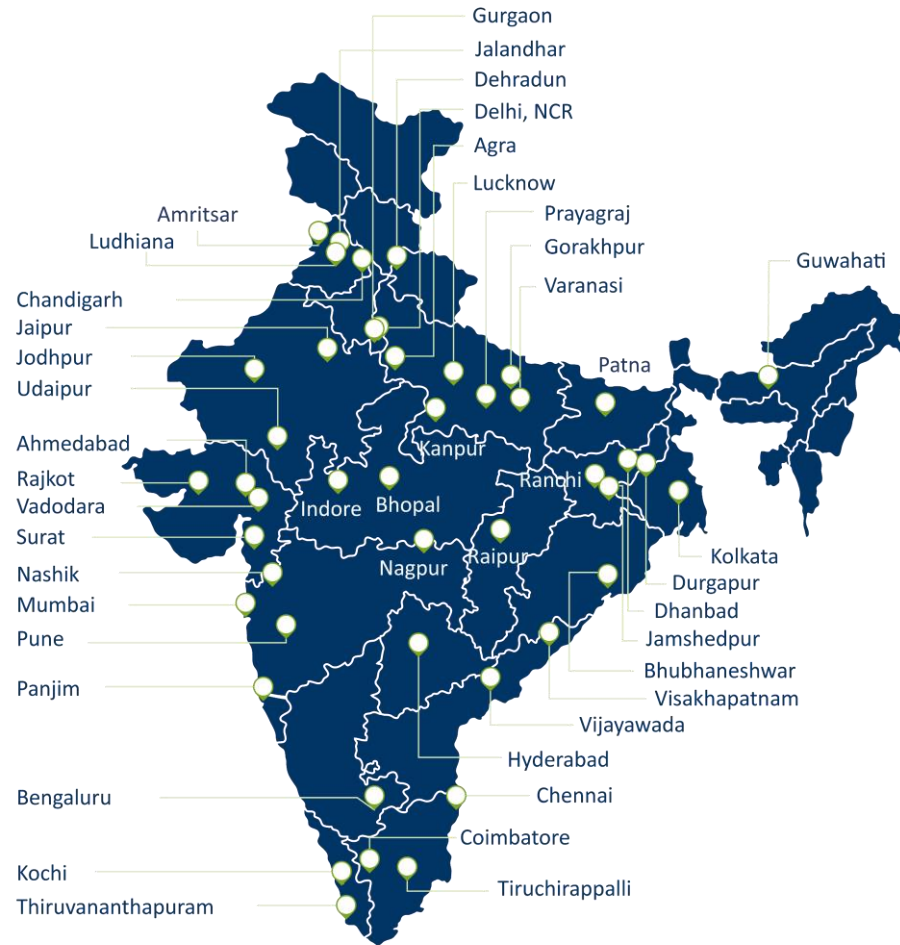 Gurgaon
Jalandhar
Dehradun
Delhi, NCR
Agra
Lucknow
Prayagraj
Gorakhpur
Varanasi
Guwahati
Amritsar
Ludhiana
Chandigarh
Jaipur
Jodhpur
Udaipur
Ahmedabad
Rajkot
Vadodara
Surat
Nashik
Mumbai
Pune
Panjim
Bengaluru
Kochi
Thiruvananthapuram
Patna
Kanpur
Indore
Bhopal
Ranchi
Nagpur
Raipur
Kolkata
Durgapur
Dhanbad
Jamshedpur
Bhubhaneshwar
Visakhapatnam
Vijayawada
Hyderabad
Chennai
Coimbatore
Tiruchirappalli